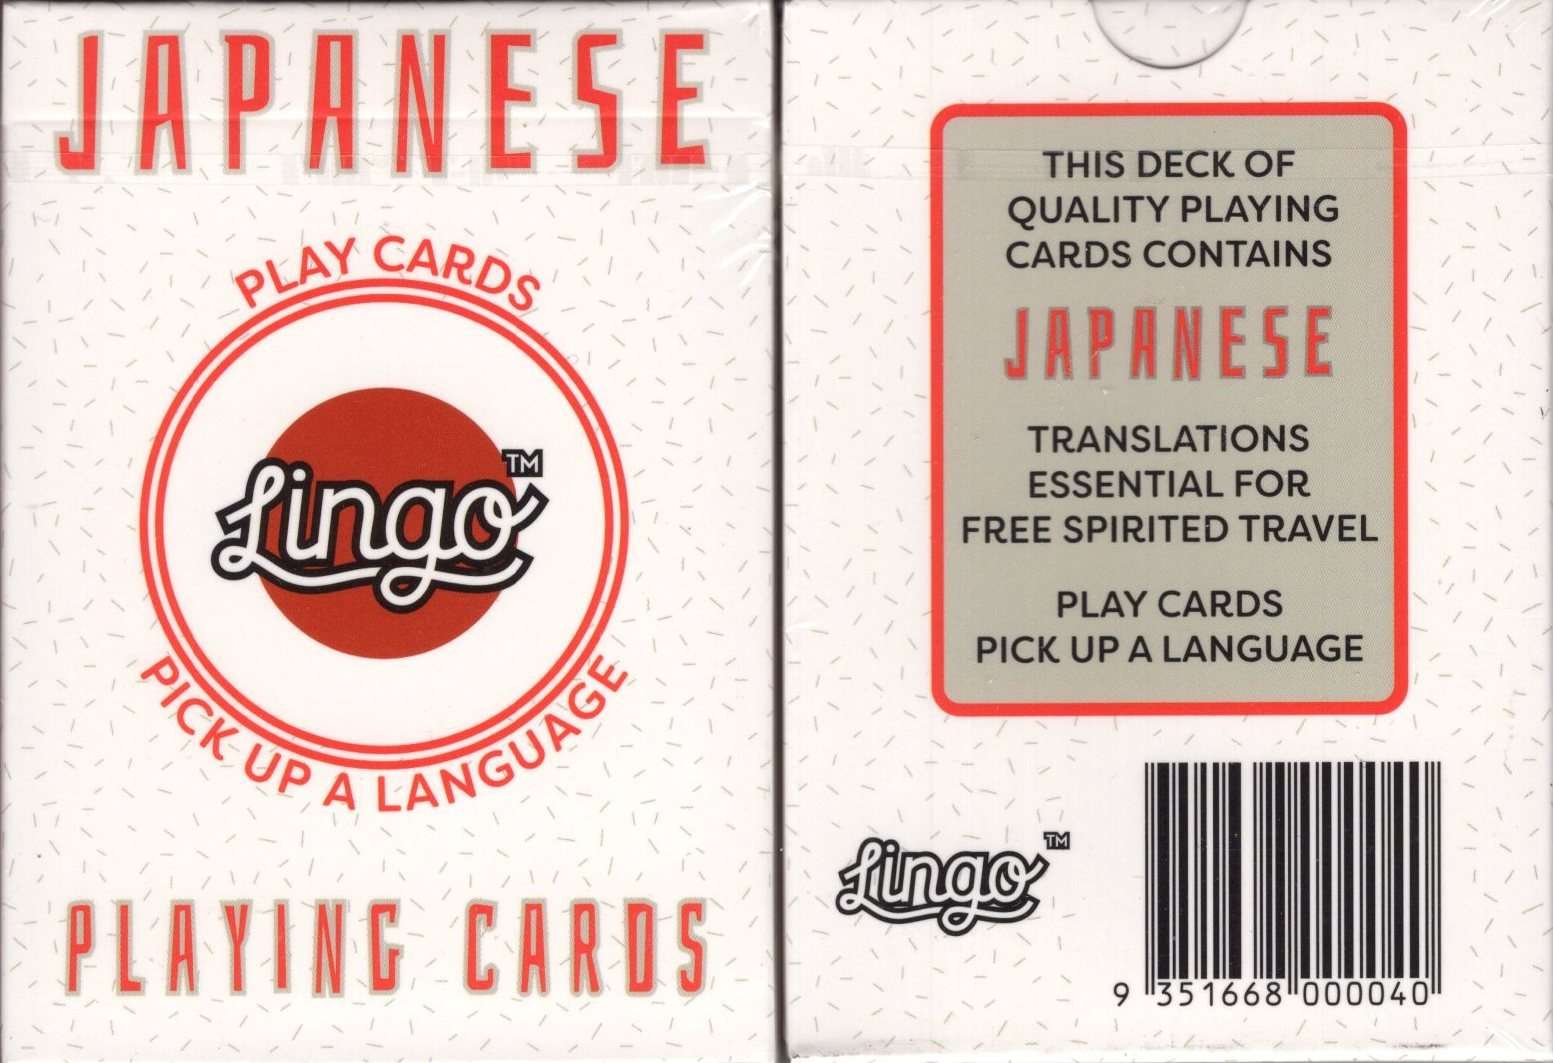 JAPANESE
PLAY CARDS
Lingo™
PICK UP A LANGUAGE
PLAYING CARDS
THIS DECK OF
QUALITY PLAYING
CARDS CONTAINS
JAPANESE
TRANSLATIONS
ESSENTIAL FOR
FREE SPIRITED TRAVEL
PLAY CARDS
PICK UP A LANGUAGE
Lingo™
9 351668 000040